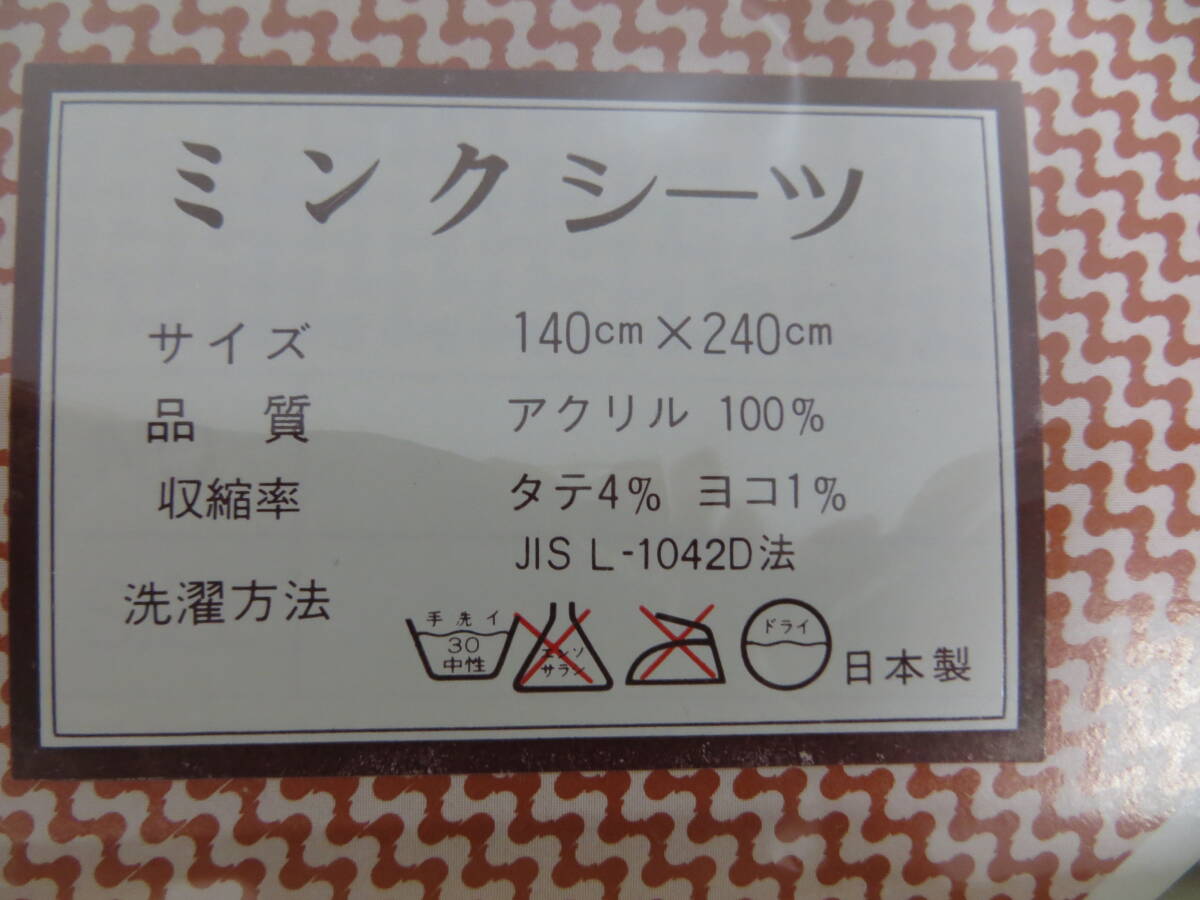 ミンクシーツ
サイズ 140cm×240cm
品質 アクリル 100%
収縮率 タテ4% ヨコ1%
JIS L-1042D法
洗濯方法
手洗イ
30
中性
エンソ
サラシ
ドライ
日本製